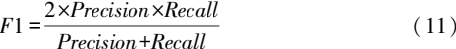 F1 = 2×Precision×Recall / Precision+Recall (11)